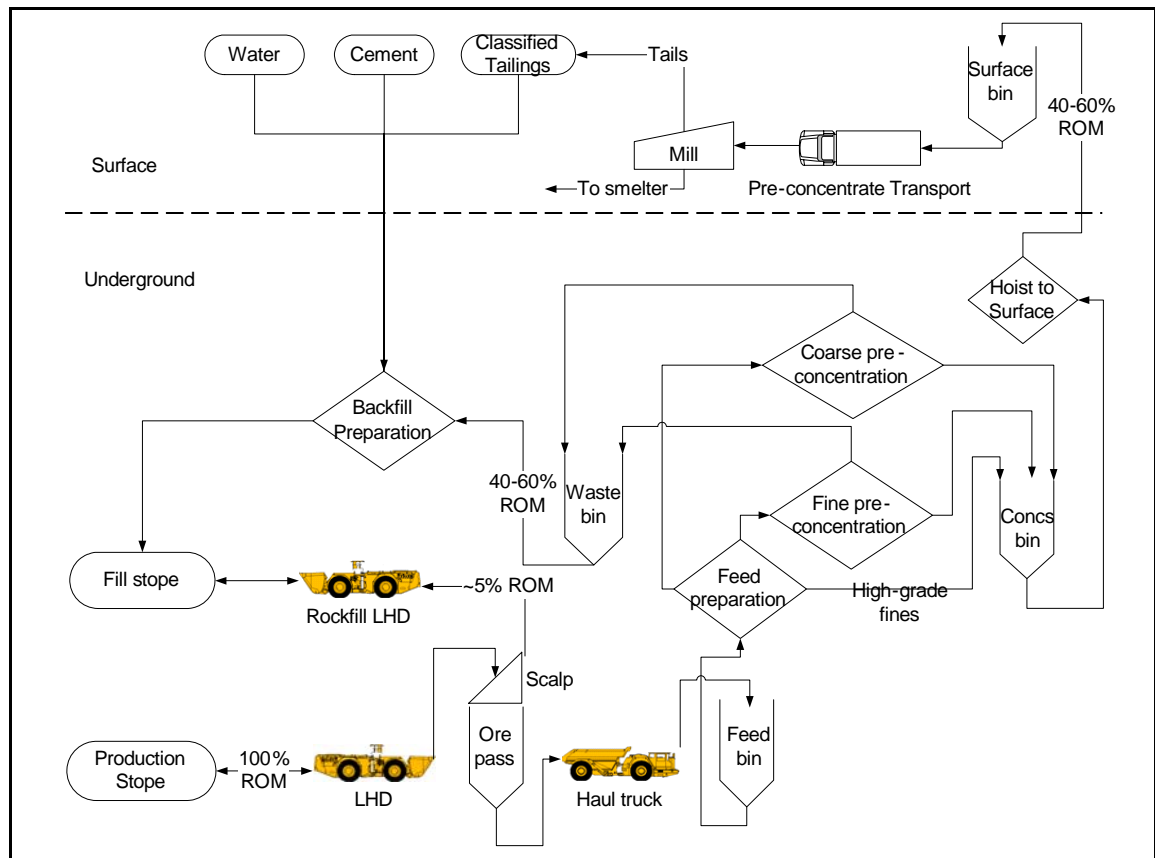 Water
Cement
Classified
Tailings
Tails
Surface
bin
40-60%
ROM
Mill
Surface
To smelter
Pre-concentrate Transport
Underground
Hoist to
Surface
Coarse pre-
concentration
Backfill
Preparation
40-60%
ROM
Waste
bin
Fine pre-
concentration
Concs
bin
Fill stope
~5% ROM
Feed
preparation
High-grade
fines
Rockfill LHD
Scalp
Ore
pass
Feed
bin
Production
Stope
100%
ROM
LHD
Haul truck